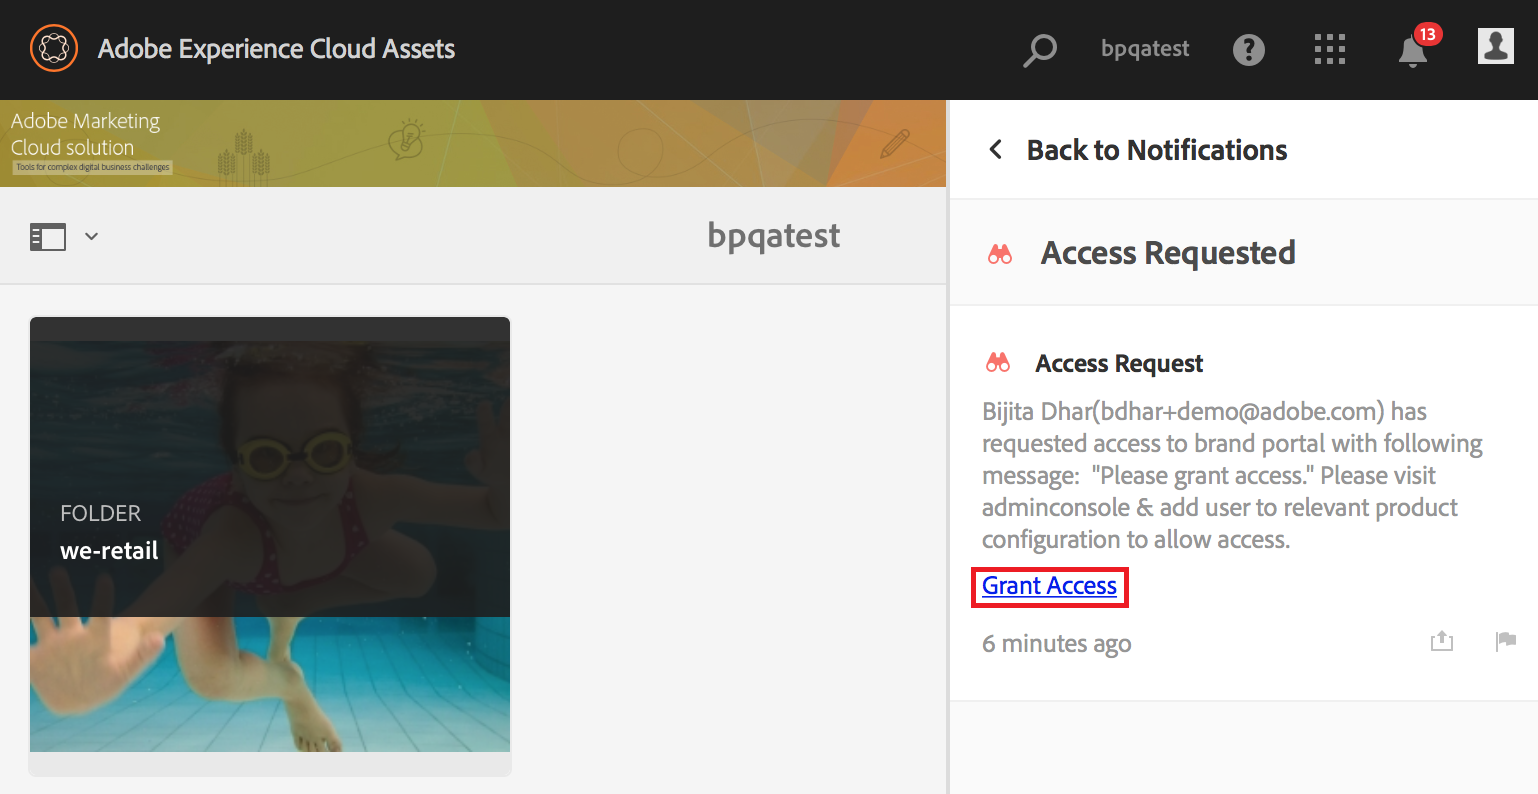 Adobe Experience Cloud Assets
bpqatest
13
Adobe Marketing
Cloud solution
Tools for complex digital business challenges
bpqatest
FOLDER
we-retail
Back to Notifications
Access Requested
Access Request
Bijita Dhar(bdhar+demo@adobe.com) has
requested access to brand portal with following
message:  "Please grant access." Please visit
adminconsole & add user to relevant product
configuration to allow access.
Grant Access
6 minutes ago